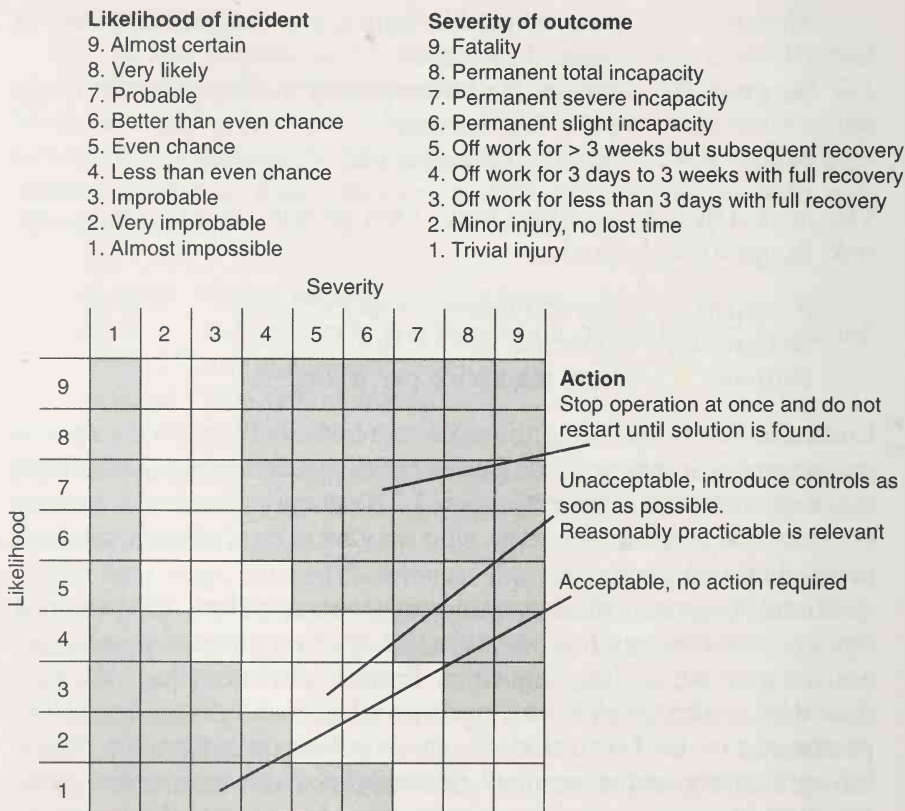 Likelihood of incident
9. Almost certain
8. Very likely
7. Probable
6. Better than even chance
5. Even chance
4. Less than even chance
3. Improbable
2. Very improbable
1. Almost impossible
Severity of outcome
9. Fatality
8. Permanent total incapacity
7. Permanent severe incapacity
6. Permanent slight incapacity
5. Off work for > 3 weeks but subsequent recovery
4. Off work for 3 days to 3 weeks with full recovery
3. Off work for less than 3 days with full recovery
2. Minor injury, no lost time
1. Trivial injury
Severity
1 2 3 4 5 6 7 8 9
Likelihood
9
8
7
6
5
4
3
2
1
Action
Stop operation at once and do not
restart until solution is found.
Unacceptable, introduce controls as
soon as possible.
Reasonably practicable is relevant
Acceptable, no action required